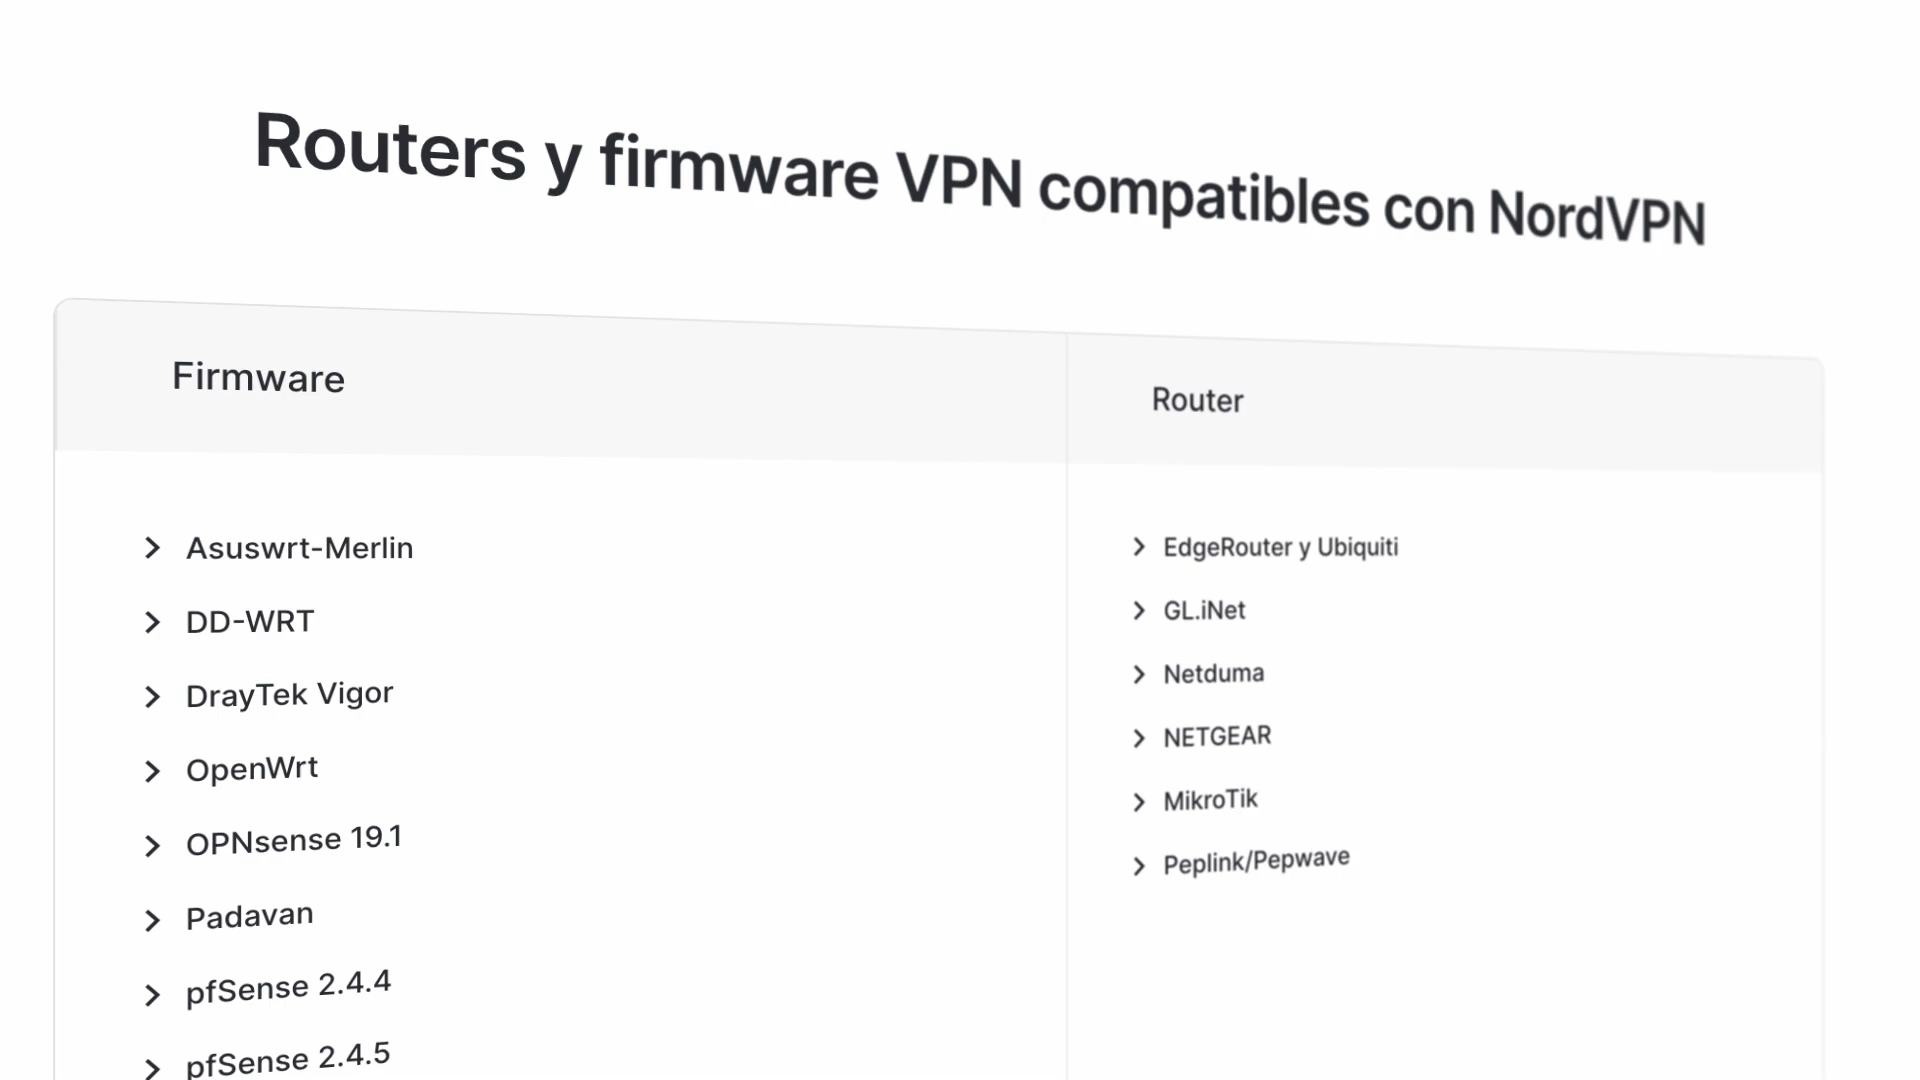 Routers y firmware VPN compatibles con NordVPN
Firmware
Asuswrt-Merlin
DD-WRT
DrayTek Vigor
OpenWrt
OPNsense 19.1
Padavan
pfSense 2.4.4
pfSense 2.4.5
Router
EdgeRouter y Ubiquiti
GL.iNet
Netduma
NETGEAR
MikroTik
Peplink/Pepwave